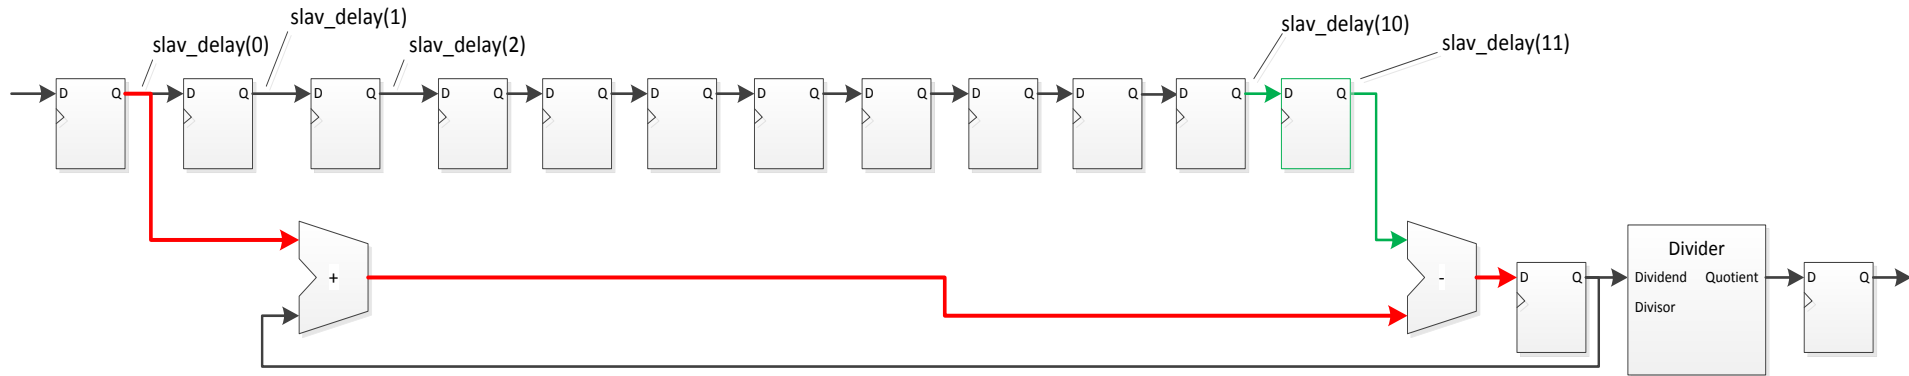 slav_delay(0)
slav_delay(1)
slav_delay(2)
slav_delay(10)
slav_delay(11)
D Q
D Q
D Q
D Q
D Q
D Q
D Q
D Q
D Q
D Q
D Q
D Q
+
-
D Q
Divider
Dividend Quotient
Divisor
D Q